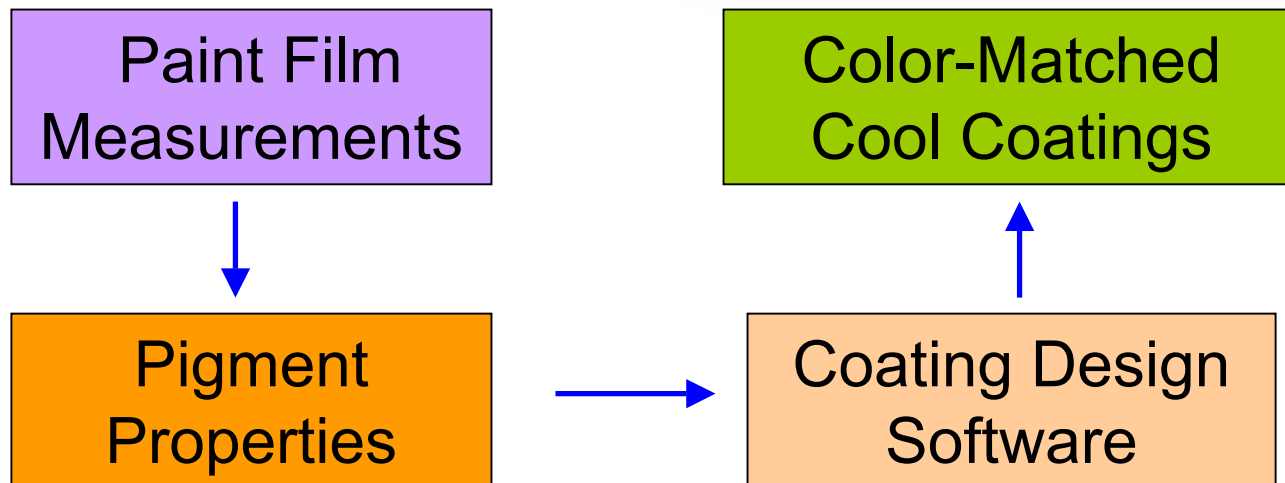 Paint Film
Measurements
Color-Matched
Cool Coatings
Pigment
Properties
Coating Design
Software